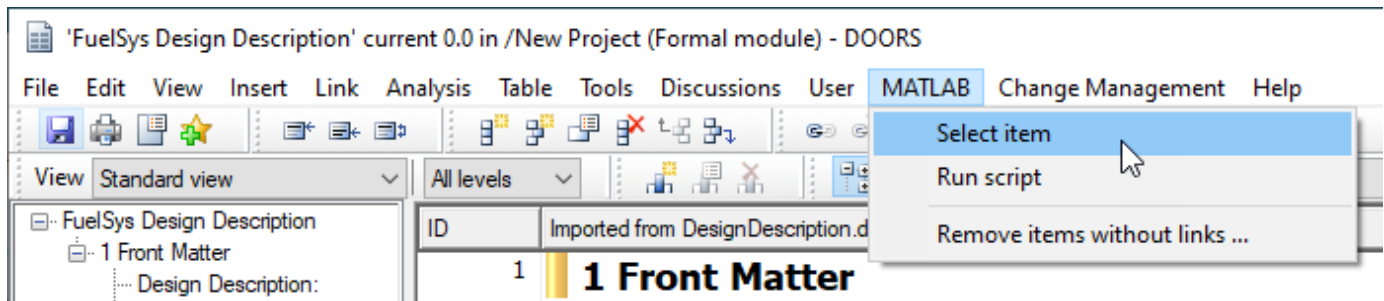 'FuelSys Design Description' current 0.0 in /New Project (Formal module) - DOORS
File Edit View Insert Link Analysis Table Tools Discussions User MATLAB Change Management Help
Select item
View Standard view All levels
Run script
FuelSys Design Description
ID Imported from DesignDescription.d
Remove items without links ...
1 Front Matter
1 1 Front Matter
Design Description: